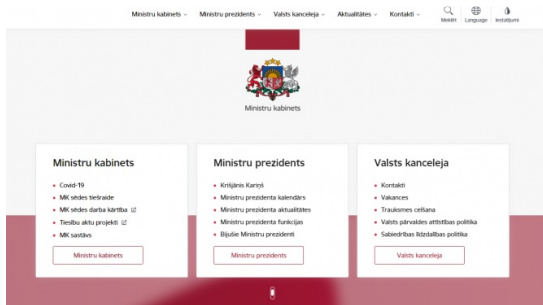 Ministru kabinets
Ministru prezidents
Valsts kanceleja
Aktualitātes
Kontakti
Meklēt
Language
Iestatījumi
Ministru kabinets
Ministru kabinets
Covid-19
MK sēdes tiešraide
MK sēdes darba kārtība
Tiesību aktu projekti
MK sastāvs
Ministru kabinets
Ministru prezidents
Krišjānis Kariņš
Ministru prezidenta kalendārs
Ministru prezidenta aktualitātes
Ministru prezidenta funkcijas
Bijušie Ministru prezidenti
Ministru prezidents
Valsts kanceleja
Kontakti
Vakances
Trauksmes celšana
Valsts pārvaldes attīstības politika
Sabiedrības līdzdalības politika
Valsts kanceleja